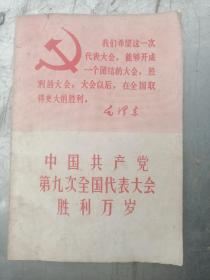 我们希望这一次
代表大会,能够开成
一个团结的大会,胜
利的大会,大会以后,在全国取
得更大的胜利。
毛泽东
中国共产党
第九次全国代表大会
胜利万岁